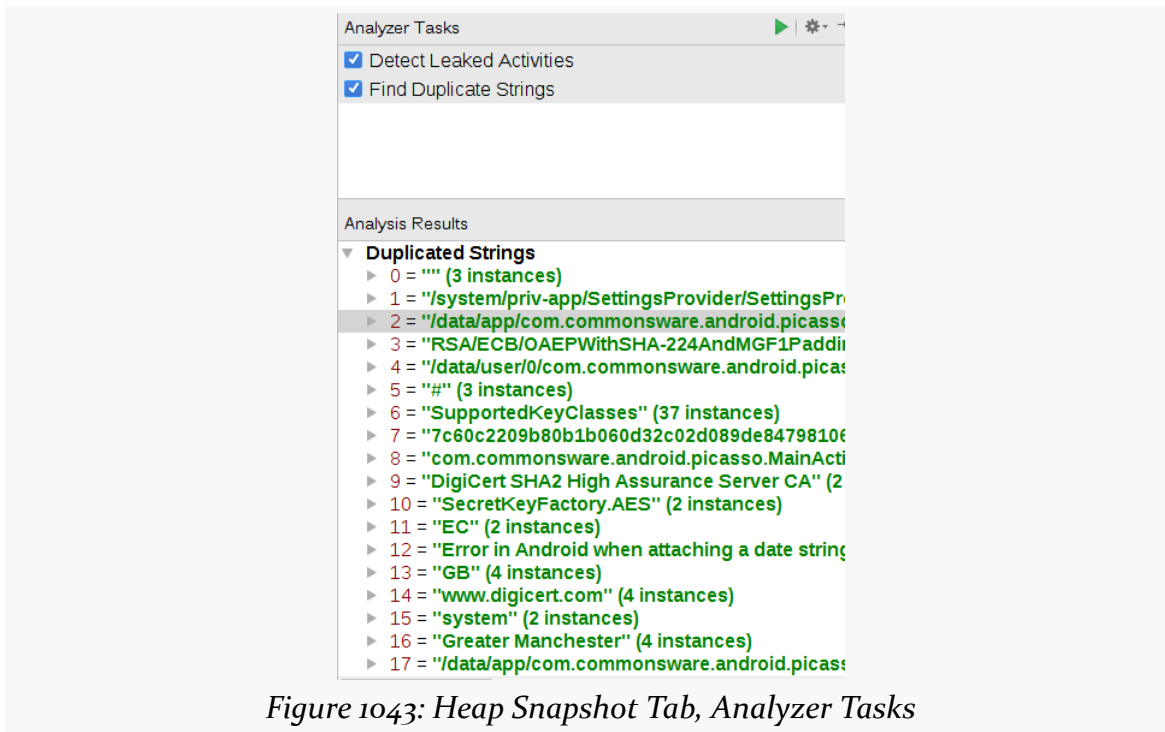 Analyzer Tasks
Detect Leaked Activities
Find Duplicate Strings
Analysis Results
Duplicated Strings
0 = "" (3 instances)
1 = "/system/priv-app/SettingsProvider/SettingsPr
2 = "/data/app/com.commonsware.android.picasso
3 = "RSA/ECB/OAEPWithSHA-224AndMGF1Paddin
4 = "/data/user/0/com.commonsware.android.picas
5 = "#" (3 instances)
6 = "SupportedKeyClasses" (37 instances)
7 = "7c60c2209b80b1b060d32c02d089de84798106
8 = "com.commonsware.android.picasso.MainActi
9 = "DigiCert SHA2 High Assurance Server CA" (2
10 = "SecretKeyFactory.AES" (2 instances)
11 = "EC" (2 instances)
12 = "Error in Android when attaching a date string
13 = "GB" (4 instances)
14 = "www.digicert.com" (4 instances)
15 = "system" (2 instances)
16 = "Greater Manchester" (4 instances)
17 = "/data/app/com.commonsware.android.picass
Figure 1043: Heap Snapshot Tab, Analyzer Tasks